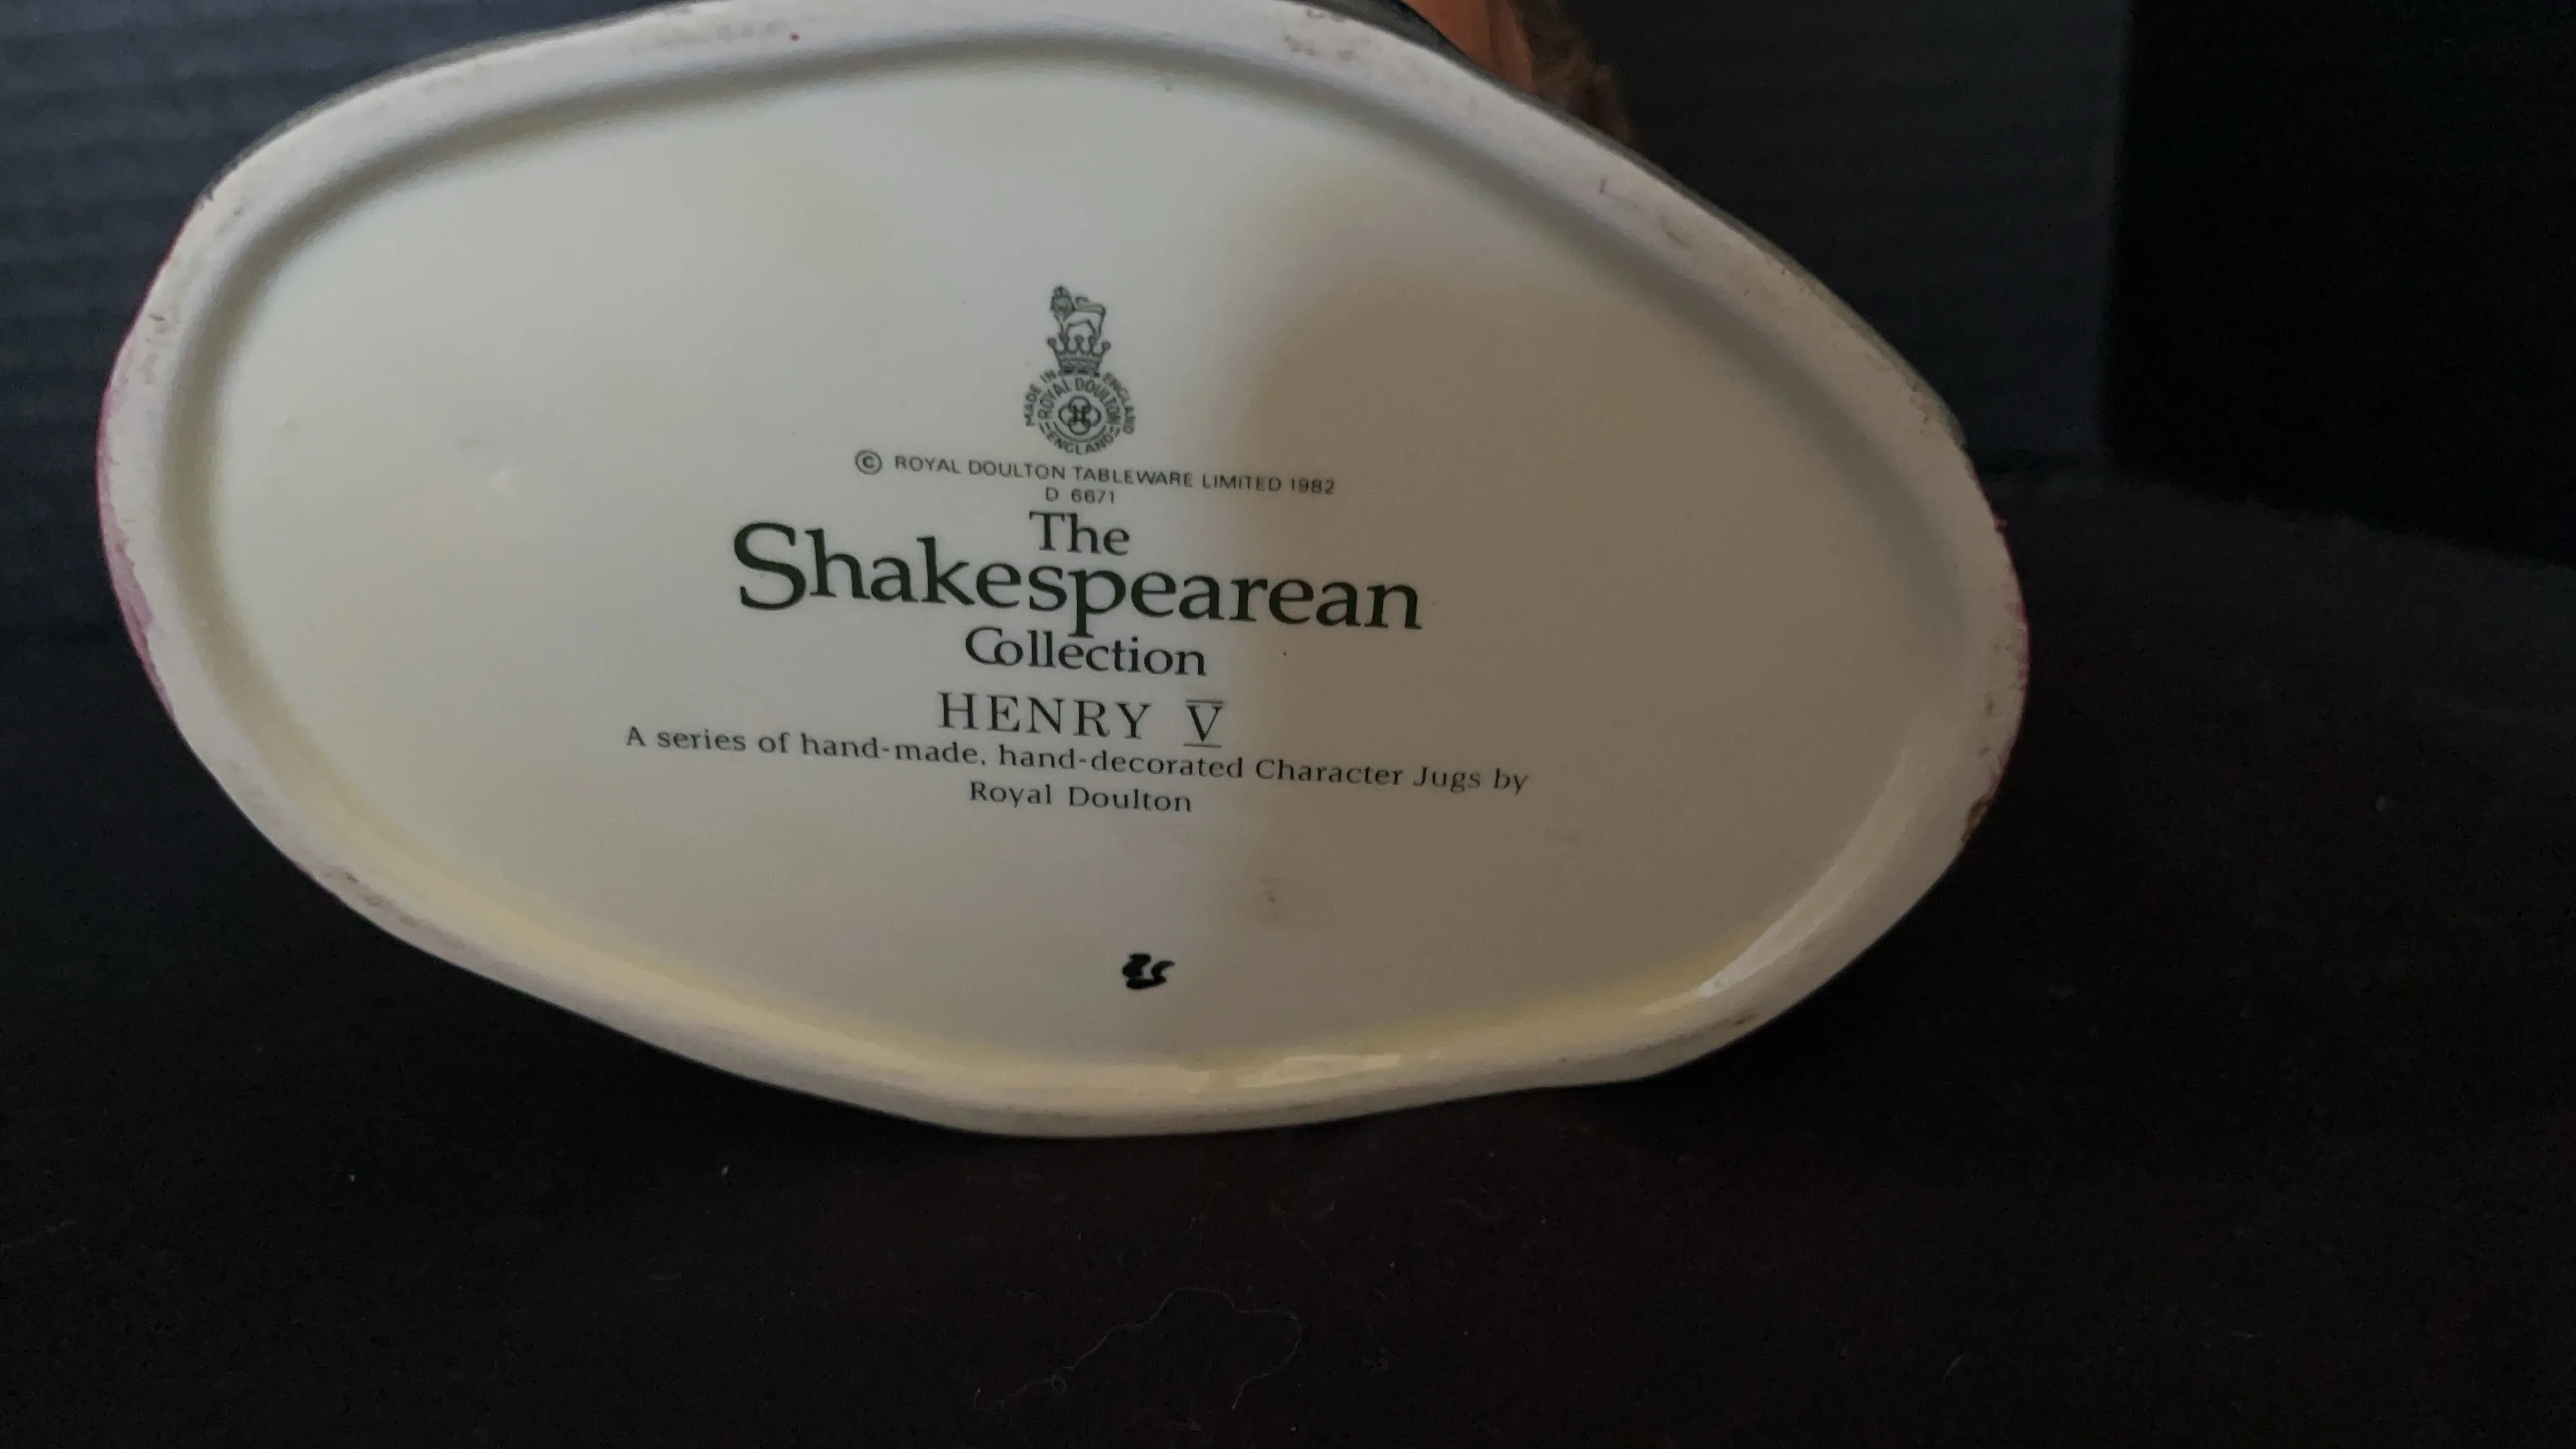 MADE IN ENGLAND
ROYAL DOULTON
ENGLAND
© ROYAL DOULTON TABLEWARE LIMITED 1982
D 6671
The
Shakespearean
Collection
HENRY V
A series of hand-made, hand-decorated Character Jugs by
Royal Doulton